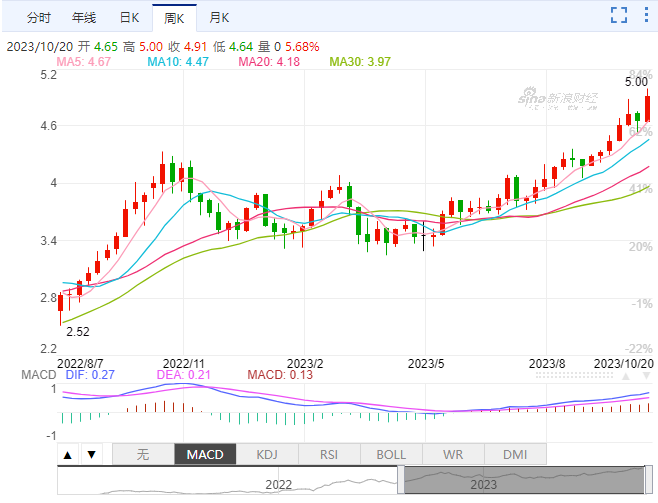 分时 年线 日K 周K 月K
2023/10/20 开 4.65 高 5.00 收 4.91 低 4.64 量 0 5.68%
MA5: 4.67 MA10: 4.47 MA20: 4.18 MA30: 3.97
5.2 84%
5.00
sina 新浪财经
4.6 62%
4 41%
3.4 20%
2.8 -1%
2.52
2.2 -22%
2022/8/7 2022/11 2023/2 2023/5 2023/8 2023/10/20
MACD DIF: 0.27 DEA: 0.21 MACD: 0.13
1
-1
▲ ▼ 无 MACD KDJ RSI BOLL WR DMI
2022 2023